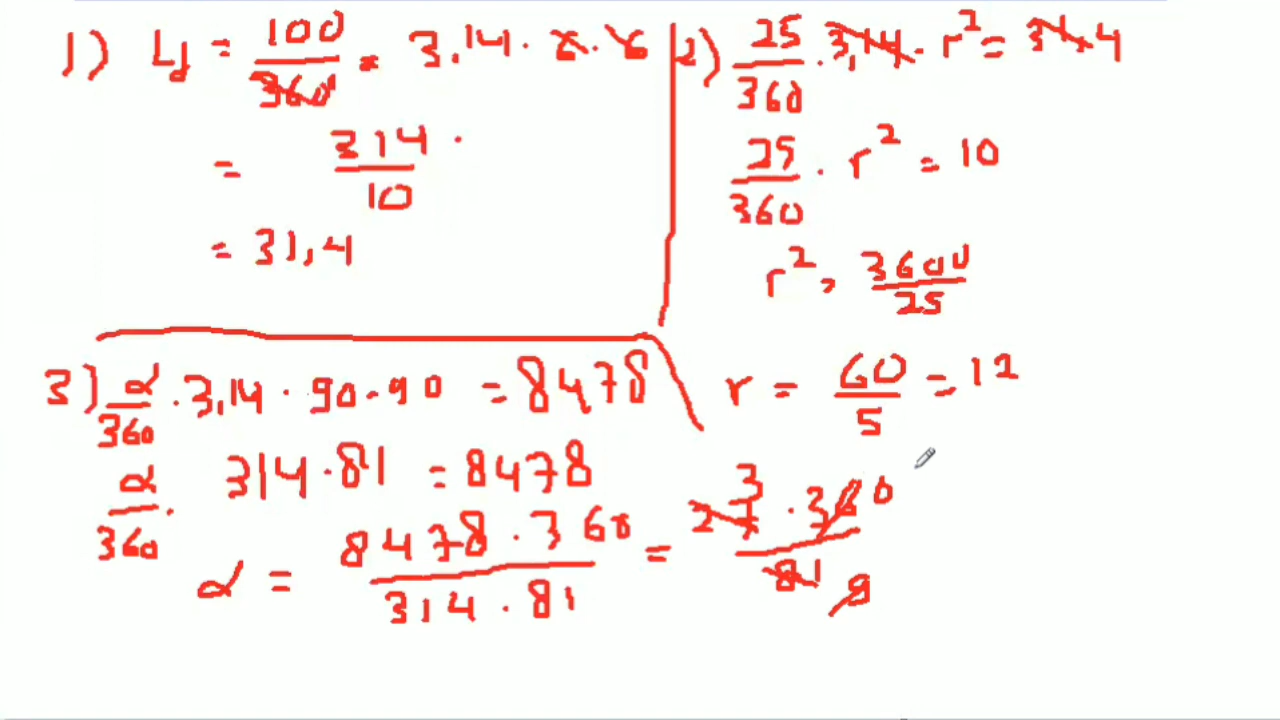 1) Lj = 100/360 = 3,14 · 6 · 6
= 314/10 ·
= 31,4
2) 25/360 · 3,14 · r² = 31,4
25/360 · r² = 10
r² = 3600/25
r = 60/5 = 12
3) α/360 · 3,14 · 90 · 90 = 8478
α/360 · 314 · 81 = 8478
α = 8478 · 360 / 314 · 81 = 27 3 · 360 / 81 9